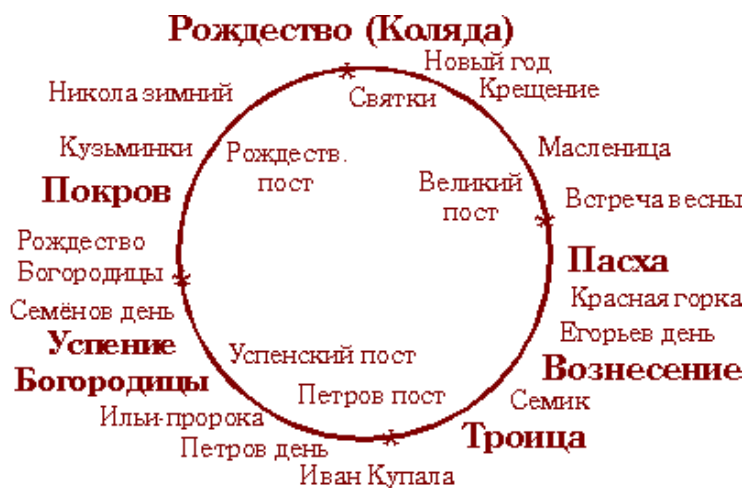 Рождество (Коляда)
Новый год
Крещение
Святки
Никола зимний
Кузьминки
Рождеств.
пост
Масленица
Великий
пост
Встреча весны
Покров
Рождество
Богородицы
Пасха
Красная горка
Семёнов день
Егорьев день
Успение
Богородицы
Успенский пост
Вознесение
Петров пост
Семик
Ильи-пророка
Троица
Петров день
Иван Купала